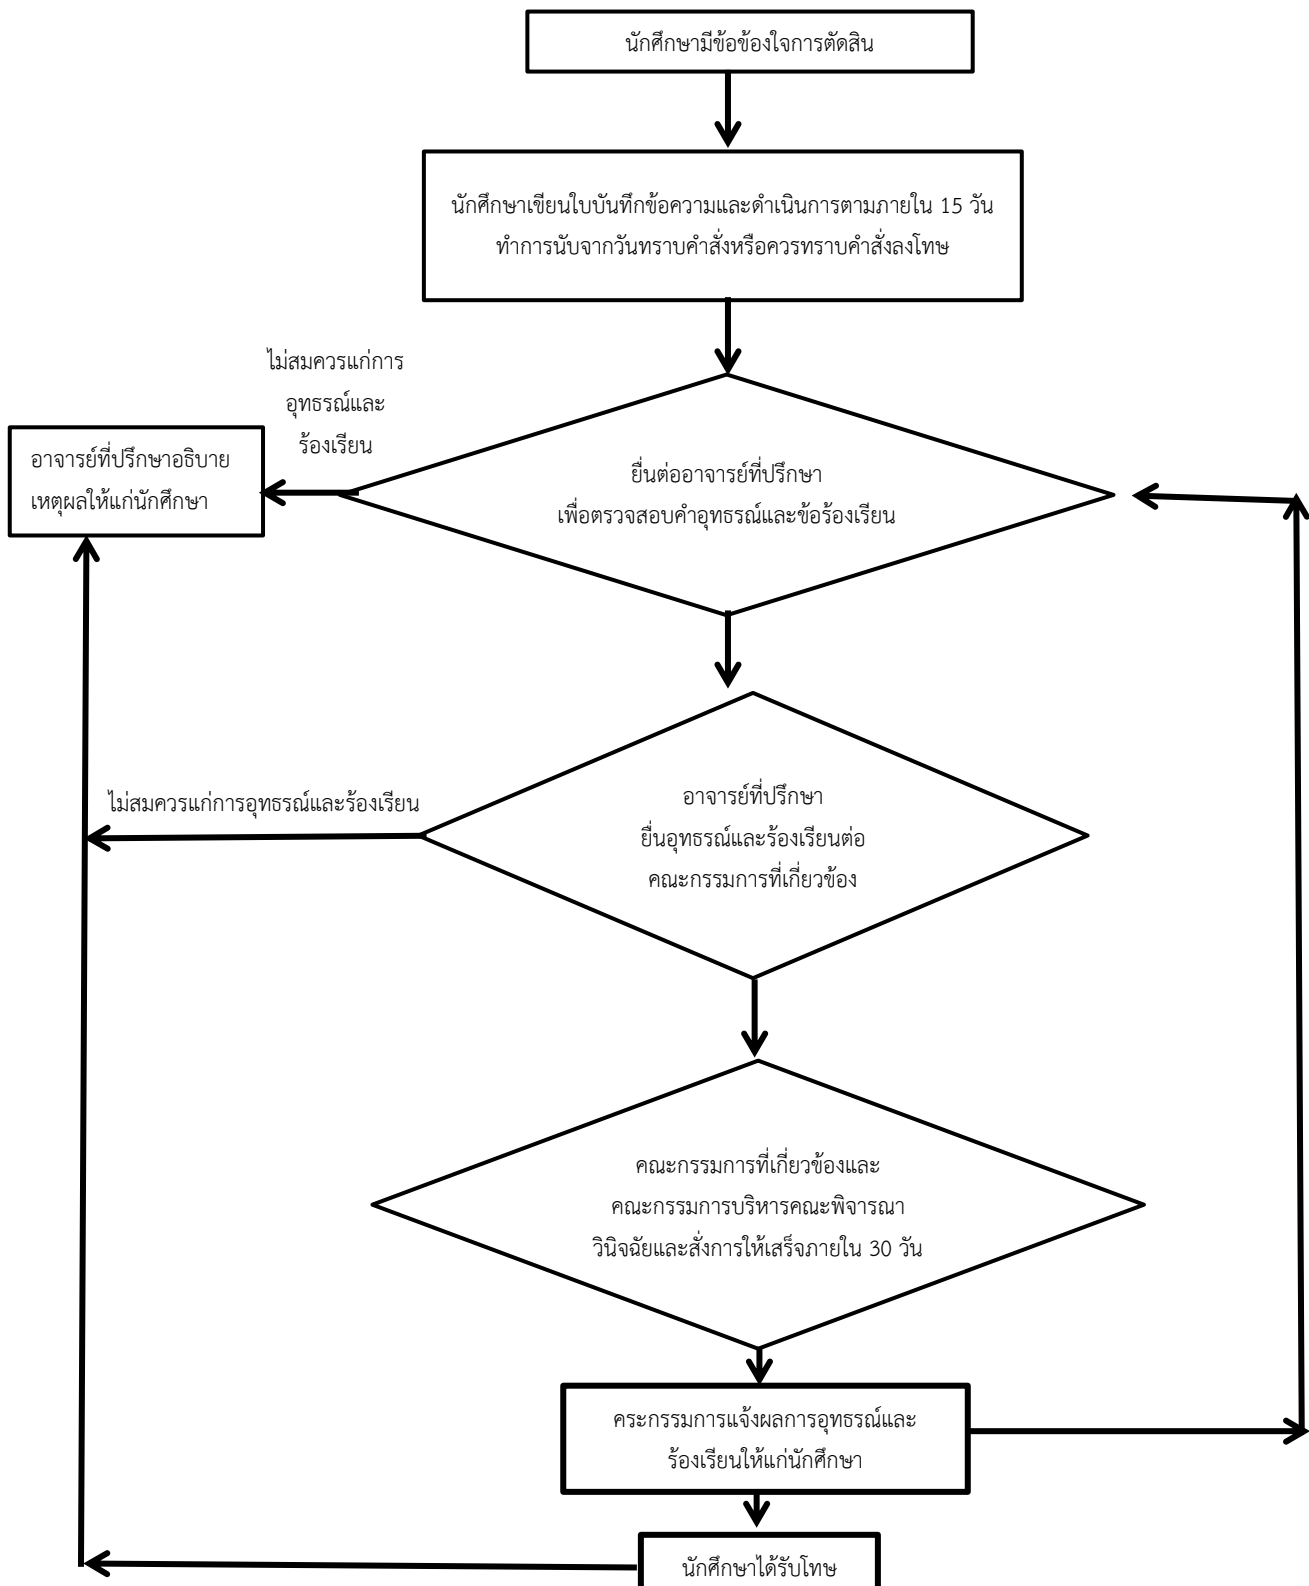 นักศึกษามีข้อข้องใจการตัดสิน
นักศึกษาเขียนใบบันทึกข้อความและดำเนินการตามภายใน 15 วัน
ทำการนับจากวันทราบคำสั่งหรือควรทราบคำสั่งลงโทษ
ไม่สมควรแก่การ
อุทธรณ์และ
ร้องเรียน
อาจารย์ที่ปรึกษาอธิบาย
เหตุผลให้แก่นักศึกษา
ยื่นต่ออาจารย์ที่ปรึกษา
เพื่อตรวจสอบคำอุทธรณ์และข้อร้องเรียน
ไม่สมควรแก่การอุทธรณ์และร้องเรียน
อาจารย์ที่ปรึกษา
ยื่นอุทธรณ์และร้องเรียนต่อ
คณะกรรมการที่เกี่ยวข้อง
คณะกรรมการที่เกี่ยวข้องและ
คณะกรรมการบริหารคณะพิจารณา
วินิจฉัยและสั่งการให้เสร็จภายใน 30 วัน
คระกรรมการแจ้งผลการอุทธรณ์และ
ร้องเรียนให้แก่นักศึกษา
นักศึกษาได้รับโทษ